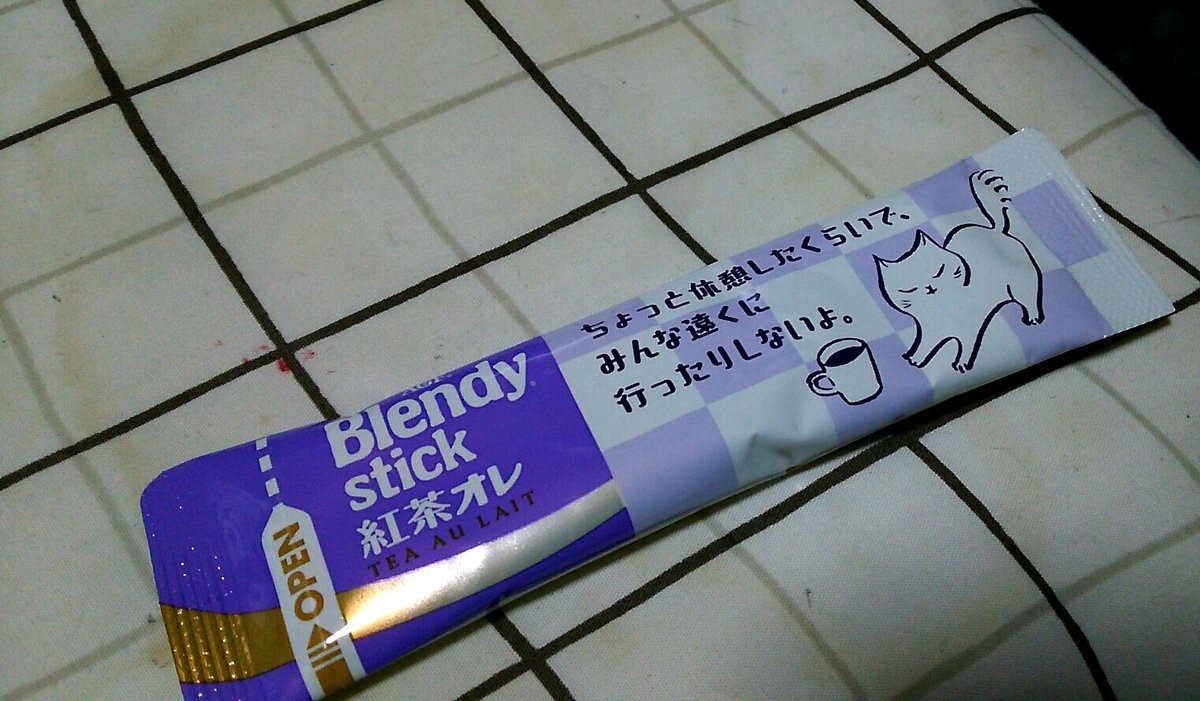 Blendy
stick
紅茶オレ
TEA AU LAIT
OPEN
ちょっと休憩したくらいで、
みんな遠くに
行ったりしないよ。